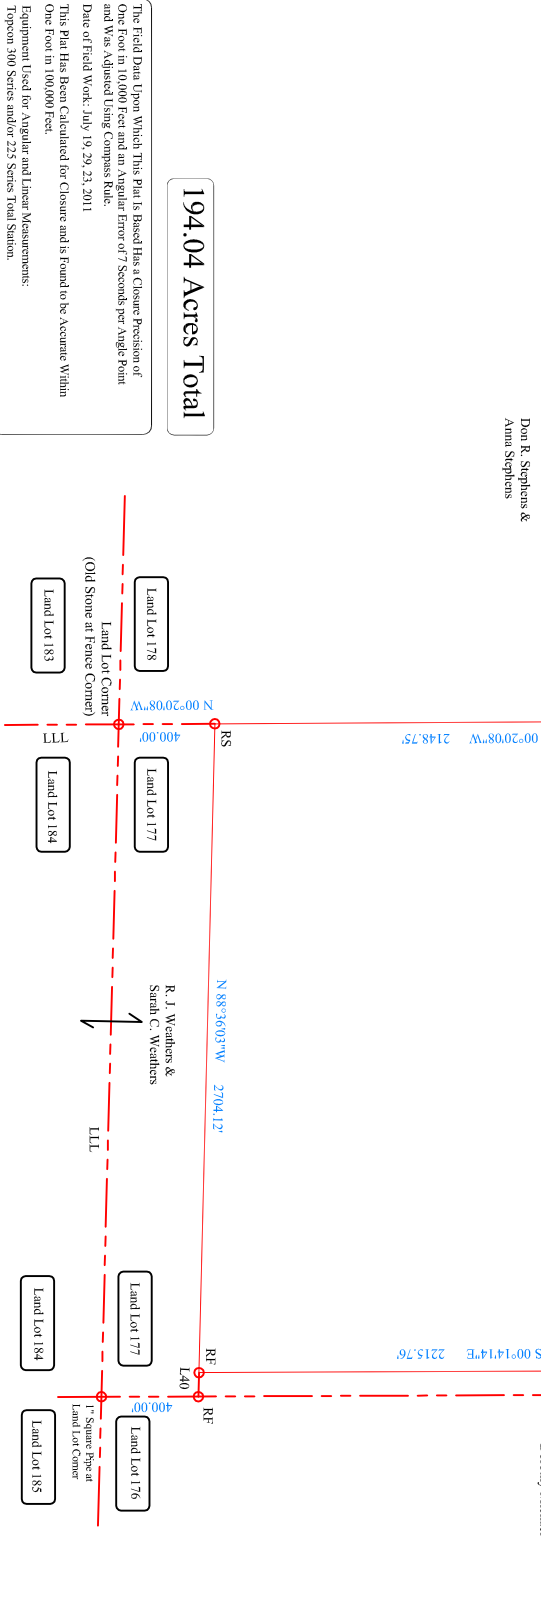 The Field Data Upon Which This Plat Is Based Has a Closure Precision of
One Foot in 10,000 Feet and an Angular Error of 7 Seconds per Angle Point
and Was Adjusted Using Compass Rule.
Date of Field Work: July 19, 29, 23, 2011
This Plat Has Been Calculated for Closure and is Found to be Accurate Within
One Foot in 100,000 Feet.
Equipment Used for Angular and Linear Measurements:
Topcon 300 Series and/or 225 Series Total Station.
194.04 Acres Total
Don R. Stephens &
Anna Stephens
Land Lot 178
Land Lot 183
Land Lot Corner
(Old Stone at Fence Corner)
N 00°20'08"W
400.00'
RS
00°20'08"W 2148.75'
LLL
Land Lot 177
Land Lot 184
N 88°36'03"W 2704.12'
R. J. Weathers &
Sarah C. Weathers
LLL
Land Lot 177
Land Lot 184
S 00°14'14"E 2215.76'
RF
L40
RF
400.00'
1" Square Pipe at
Land Lot Corner
Land Lot 176
Land Lot 185